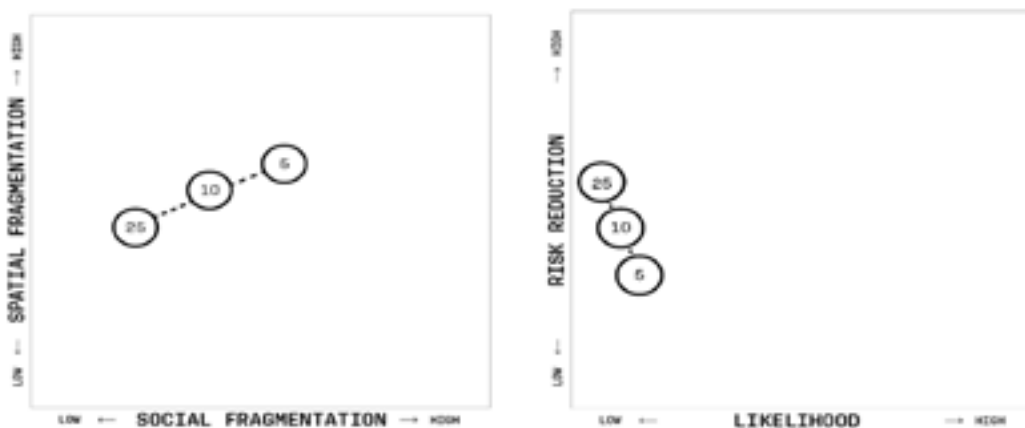 HIGH
SPATIAL FRAGMENTATION
LOW
5
10
25
LOW ← SOCIAL FRAGMENTATION → HIGH
HIGH
RISK REDUCTION
LOW
25
10
5
LOW ← LIKELIHOOD → HIGH